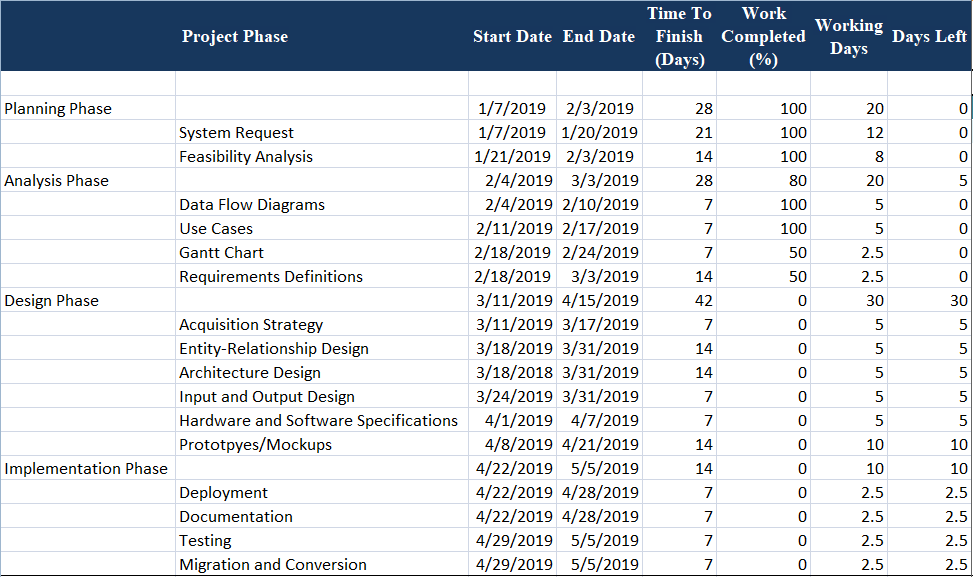 Project Phase Start Date End Date Time To Finish (Days) Work Completed (%) Working Days Days Left
Planning Phase 1/7/2019 2/3/2019 28 100 20 0
System Request 1/7/2019 1/20/2019 21 100 12 0
Feasibility Analysis 1/21/2019 2/3/2019 14 100 8 0
Analysis Phase 2/4/2019 3/3/2019 28 80 20 5
Data Flow Diagrams 2/4/2019 2/10/2019 7 100 5 0
Use Cases 2/11/2019 2/17/2019 7 100 5 0
Gantt Chart 2/18/2019 2/24/2019 7 50 2.5 0
Requirements Definitions 2/18/2019 3/3/2019 14 50 2.5 0
Design Phase 3/11/2019 4/15/2019 42 0 30 30
Acquisition Strategy 3/11/2019 3/17/2019 7 0 5 5
Entity-Relationship Design 3/18/2019 3/31/2019 14 0 5 5
Architecture Design 3/18/2018 3/31/2019 14 0 5 5
Input and Output Design 3/24/2019 3/31/2019 7 0 5 5
Hardware and Software Specifications 4/1/2019 4/7/2019 7 0 5 5
Prototpyes/Mockups 4/8/2019 4/21/2019 14 0 10 10
Implementation Phase 4/22/2019 5/5/2019 14 0 10 10
Deployment 4/22/2019 4/28/2019 7 0 2.5 2.5
Documentation 4/22/2019 4/28/2019 7 0 2.5 2.5
Testing 4/29/2019 5/5/2019 7 0 2.5 2.5
Migration and Conversion 4/29/2019 5/5/2019 7 0 2.5 2.5